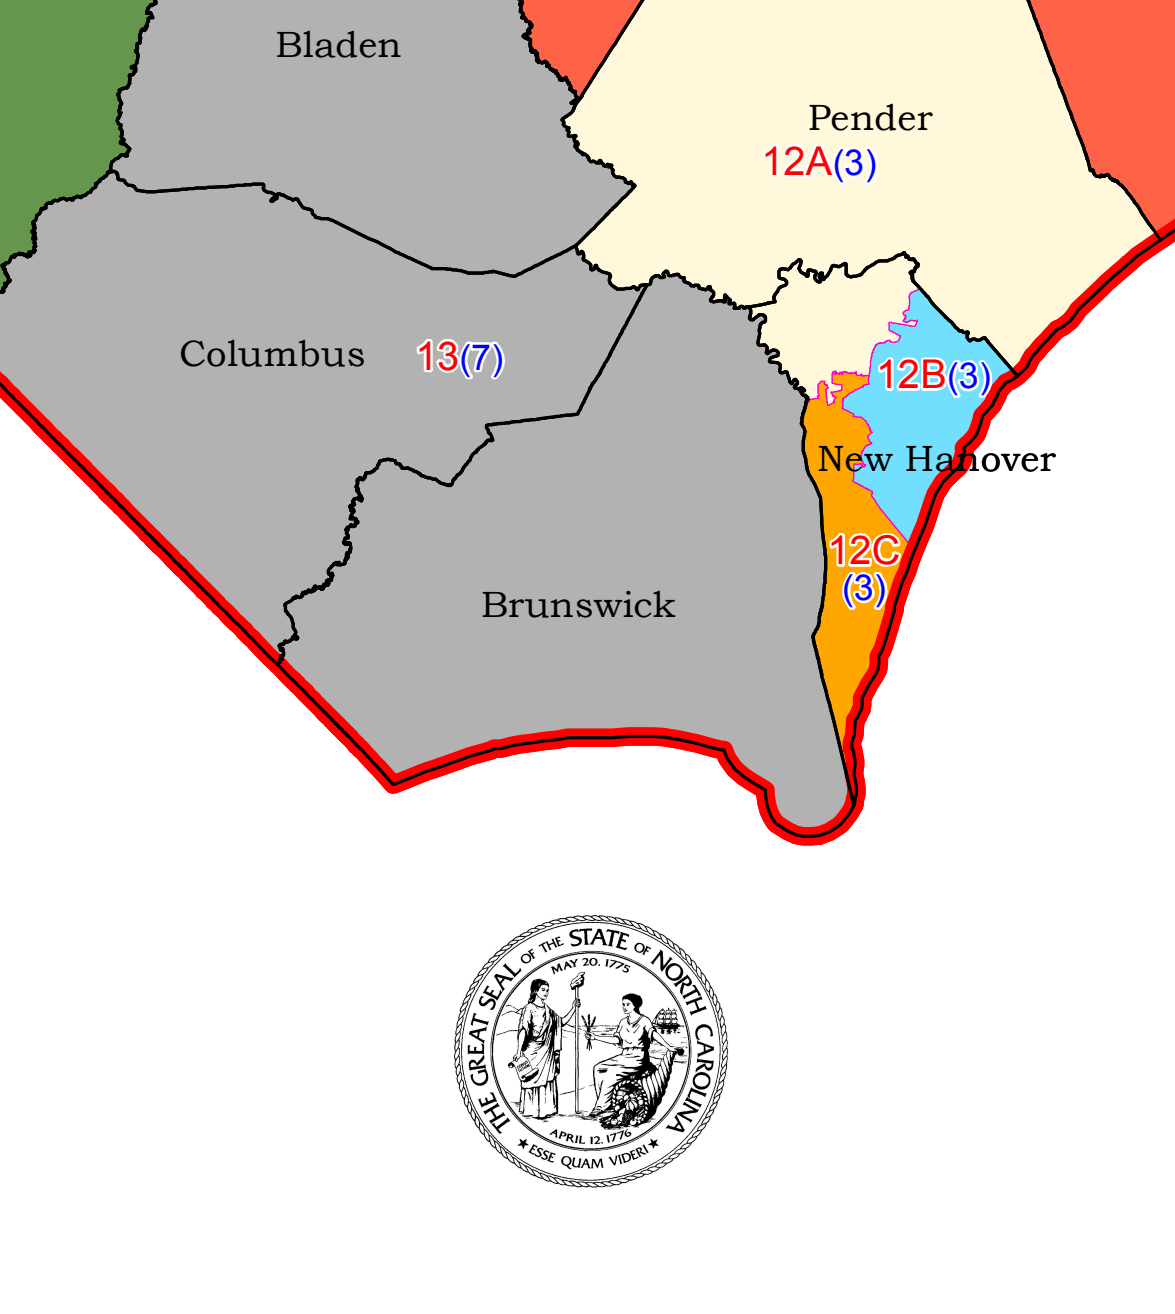 Bladen
Pender
12A(3)
Columbus
13(7)
12B(3)
New Hanover
12C
(3)
Brunswick
THE GREAT SEAL OF THE STATE OF NORTH CAROLINA
MAY 20, 1775
APRIL 12, 1776
★ ESSE QUAM VIDERI ★